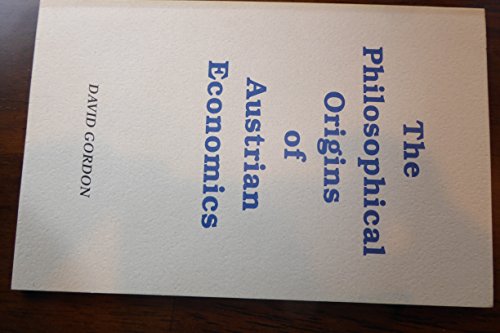 The
Philosophical
Origins
of
Austrian
Economics
DAVID GORDON